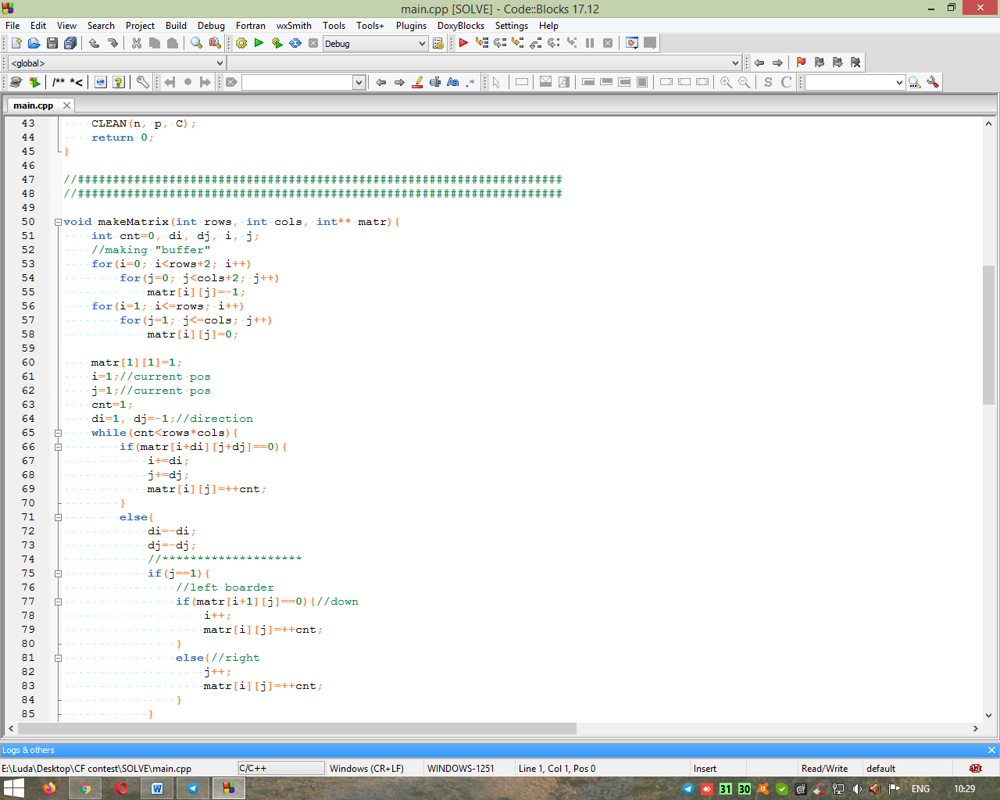 main.cpp [SOLVE] - Code::Blocks 17.12
File Edit View Search Project Build Debug Fortran wxSmith Tools Tools+ Plugins DoxyBlocks Settings Help
Debug
<global>
/** *<
Aa .*
S C
main.cpp
43 CLEAN(n, p, C);
44 return 0;
45 }
46
47 //#####################################################################
48 //#####################################################################
49
50 void makeMatrix(int rows, int cols, int** matr){
51 int cnt=0, di, dj, i, j;
52 //making "buffer"
53 for(i=0; i<rows+2; i++)
54 for(j=0; j<cols+2; j++)
55 matr[i][j]=-1;
56 for(i=1; i<=rows; i++)
57 for(j=1; j<=cols; j++)
58 matr[i][j]=0;
59
60 matr[1][1]=1;
61 i=1;//current pos
62 j=1;//current pos
63 cnt=1;
64 di=1, dj=-1;//direction
65 while(cnt<rows*cols){
66 if(matr[i+di][j+dj]==0){
67 i+=di;
68 j+=dj;
69 matr[i][j]=++cnt;
70 }
71 else{
72 di=-di;
73 dj=-dj;
74 //********************
75 if(j==1){
76 //left boarder
77 if(matr[i+1][j]==0){//down
78 i++;
79 matr[i][j]=++cnt;
80 }
81 else{//right
82 j++;
83 matr[i][j]=++cnt;
84 }
85 }
Logs & others
E:\Luda\Desktop\CF contest\SOLVE\main.cpp C/C++ Windows (CR+LF) WINDOWS-1251 Line 1, Col 1, Pos 0 Insert Read/Write default
31 30 ENG 10:29